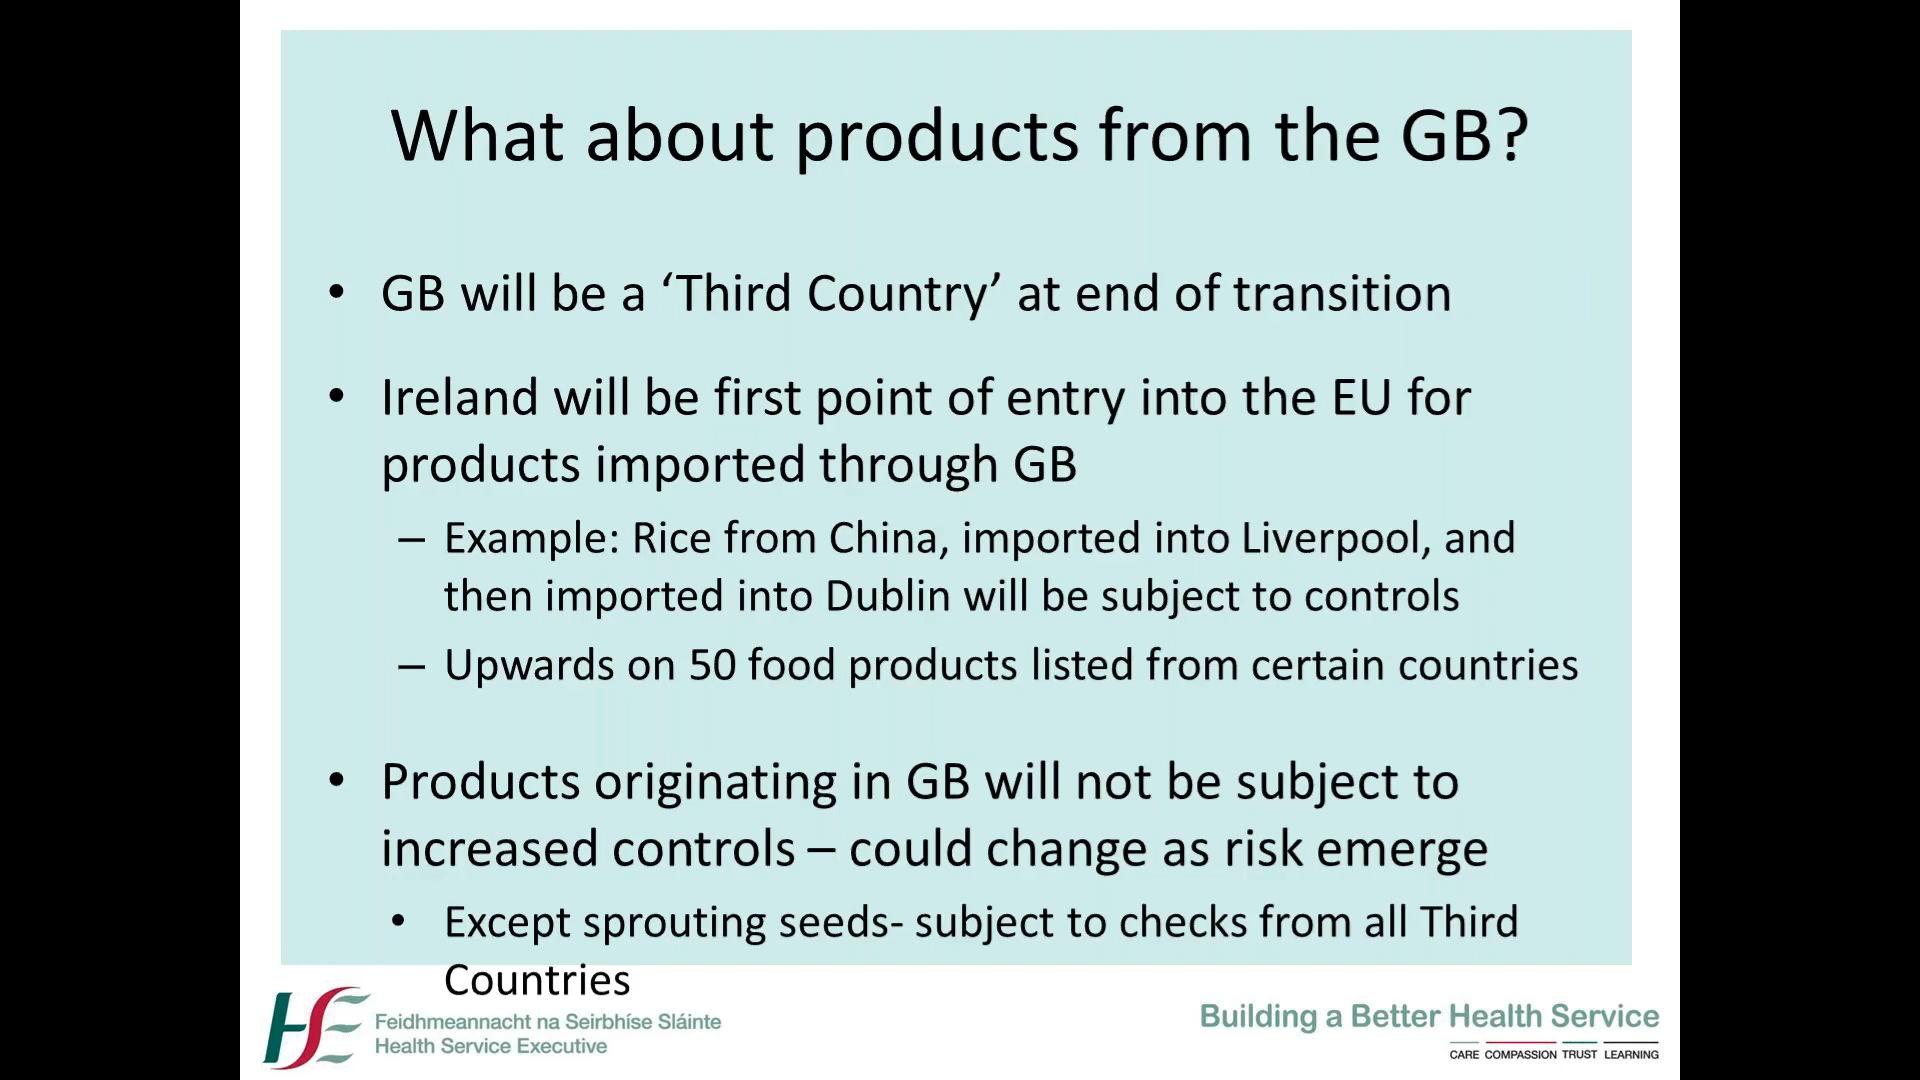 What about products from the GB?
• GB will be a ‘Third Country’ at end of transition
• Ireland will be first point of entry into the EU for
products imported through GB
– Example: Rice from China, imported into Liverpool, and
then imported into Dublin will be subject to controls
– Upwards on 50 food products listed from certain countries
• Products originating in GB will not be subject to
increased controls – could change as risk emerge
• Except sprouting seeds- subject to checks from all Third
Countries
HSE
Feidhmeannacht na Seirbhíse Sláinte
Health Service Executive
Building a Better Health Service
CARE COMPASSION TRUST LEARNING